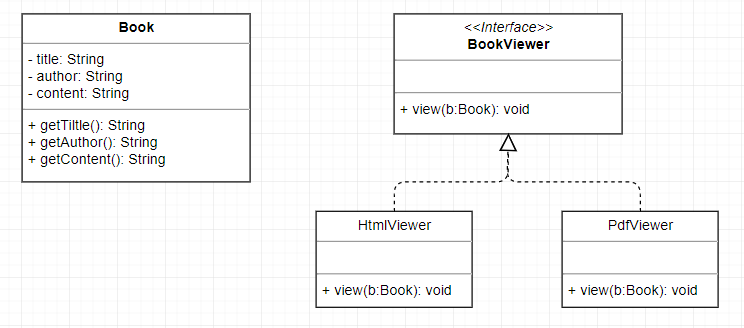 Book
- title: String
- author: String
- content: String
+ getTiltle(): String
+ getAuthor(): String
+ getContent(): String
<<Interface>>
BookViewer
+ view(b:Book): void
HtmlViewer
+ view(b:Book): void
PdfViewer
+ view(b:Book): void